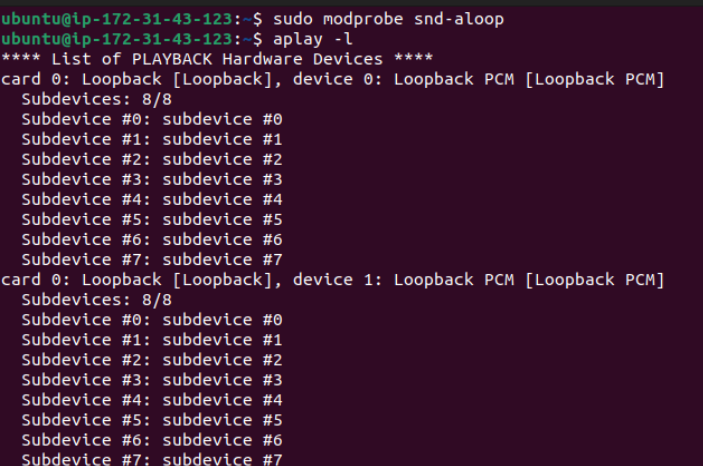 ubuntu@ip-172-31-43-123:~$ sudo modprobe snd-aloop
ubuntu@ip-172-31-43-123:~$ aplay -l
**** List of PLAYBACK Hardware Devices ****
card 0: Loopback [Loopback], device 0: Loopback PCM [Loopback PCM]
  Subdevices: 8/8
  Subdevice #0: subdevice #0
  Subdevice #1: subdevice #1
  Subdevice #2: subdevice #2
  Subdevice #3: subdevice #3
  Subdevice #4: subdevice #4
  Subdevice #5: subdevice #5
  Subdevice #6: subdevice #6
  Subdevice #7: subdevice #7
card 0: Loopback [Loopback], device 1: Loopback PCM [Loopback PCM]
  Subdevices: 8/8
  Subdevice #0: subdevice #0
  Subdevice #1: subdevice #1
  Subdevice #2: subdevice #2
  Subdevice #3: subdevice #3
  Subdevice #4: subdevice #4
  Subdevice #5: subdevice #5
  Subdevice #6: subdevice #6
  Subdevice #7: subdevice #7